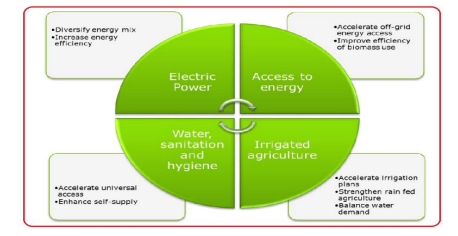 •Diversify energy mix
•Increase energy
efficiency
•Accelerate off-grid
energy access
•Improve efficiency
of biomass use
Electric
Power
Access to
energy
Water,
sanitation
and
hygiene
Irrigated
agriculture
•Accelerate universal
access
•Enhance self-supply
•Accelerate irrigation
plans
•Strengthen rain fed
agriculture
•Balance water
demand